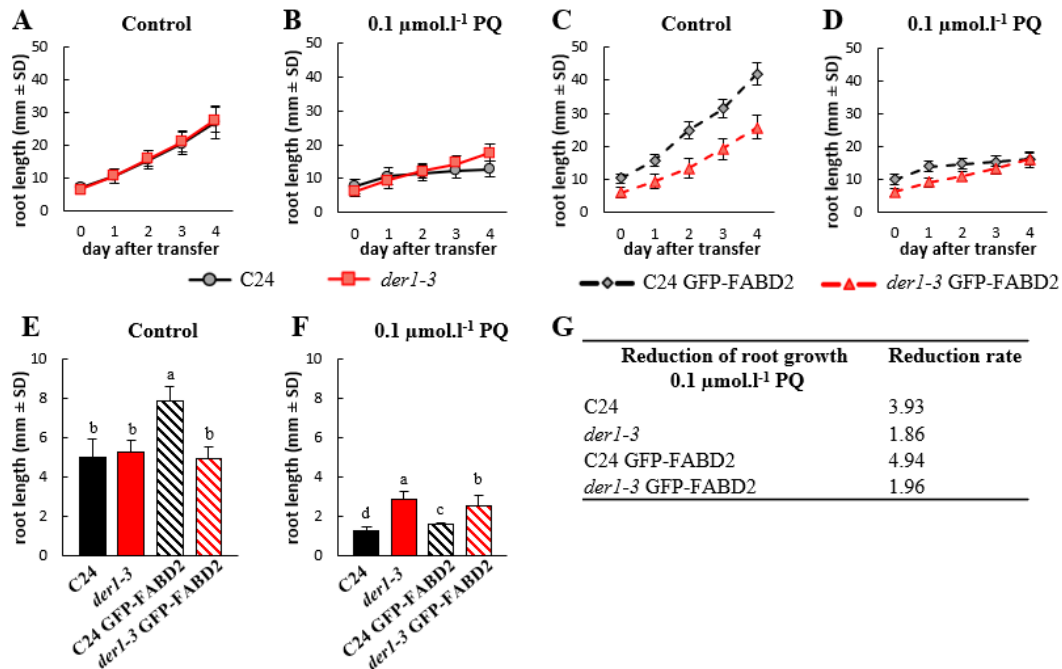 A
Control
root length (mm ± SD)
50
40
30
20
10
0
0 1 2 3 4
day after transfer
B
0.1 µmol.l-1 PQ
root length (mm ± SD)
50
40
30
20
10
0
0 1 2 3 4
day after transfer
C24
der1-3
C
Control
root length (mm ± SD)
50
40
30
20
10
0
0 1 2 3 4
day after transfer
D
0.1 µmol.l-1 PQ
root length (mm ± SD)
50
40
30
20
10
0
0 1 2 3 4
day after transfer
C24 GFP-FABD2
der1-3 GFP-FABD2
E
Control
root length (mm ± SD)
10
8
6
4
2
0
b b a b
C24
der1-3
C24 GFP-FABD2
der1-3 GFP-FABD2
F
0.1 µmol.l-1 PQ
root length (mm ± SD)
10
8
6
4
2
0
d a c b
C24
der1-3
C24 GFP-FABD2
der1-3 GFP-FABD2
G
Reduction of root growth Reduction rate
0.1 µmol.l-1 PQ
C24 3.93
der1-3 1.86
C24 GFP-FABD2 4.94
der1-3 GFP-FABD2 1.96